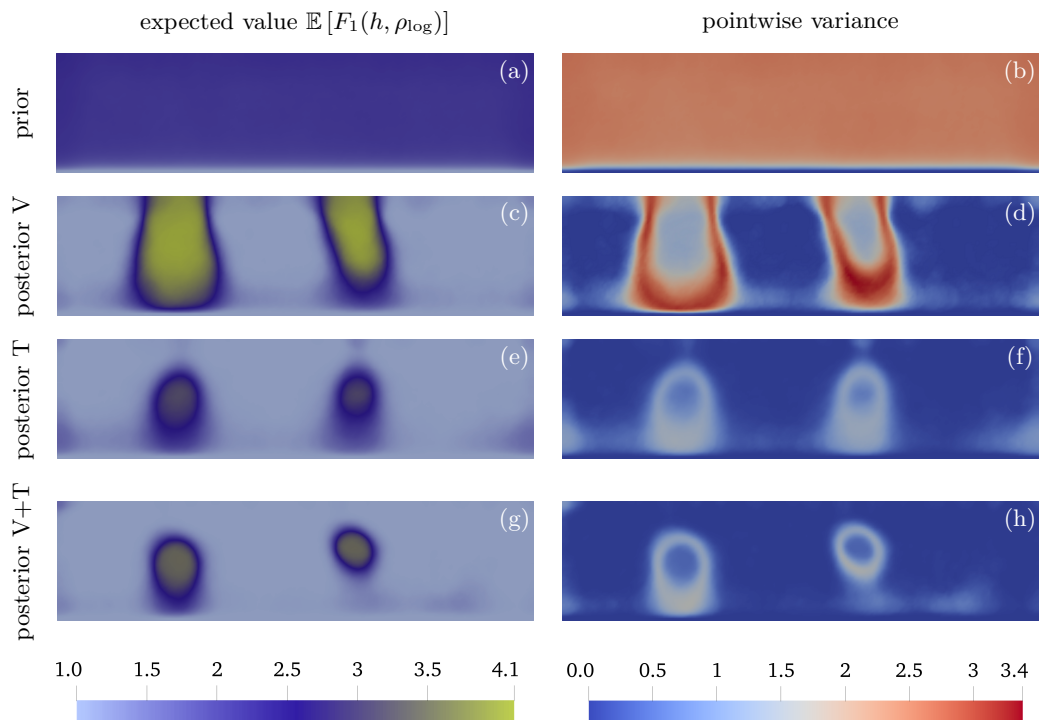 expected value 𝔼 [F₁(h, ρ_log)]
pointwise variance
prior
(a)
(b)
posterior V
(c)
(d)
posterior T
(e)
(f)
posterior V+T
(g)
(h)
1.0 1.5 2 2.5 3 3.5 4.1
0.0 0.5 1 1.5 2 2.5 3 3.4